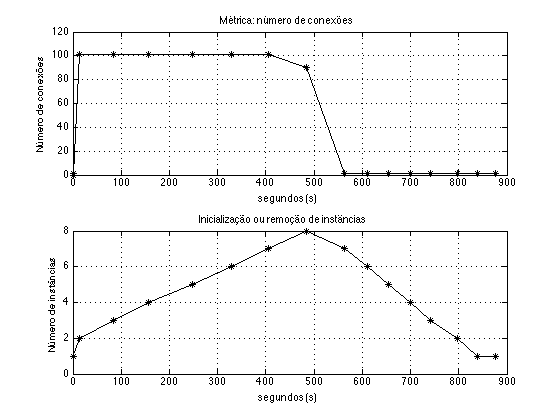 Métrica: número de conexões
120
100
80
60
40
20
0
Número de conexões
0 100 200 300 400 500 600 700 800 900
segundos (s)
Inicialização ou remoção de instâncias
8
6
4
2
0
Número de instâncias
0 100 200 300 400 500 600 700 800 900
segundos (s)